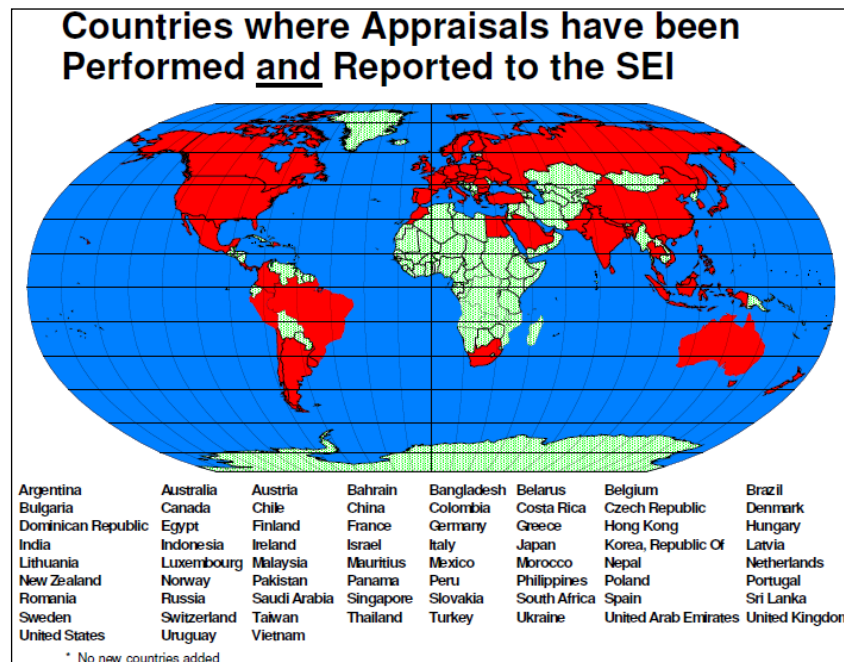 Countries where Appraisals have been
Performed and Reported to the SEI
Argentina Australia Austria Bahrain Bangladesh Belarus Belgium Brazil
Bulgaria Canada Chile China Colombia Costa Rica Czech Republic Denmark
Dominican Republic Egypt Finland France Germany Greece Hong Kong Hungary
India Indonesia Ireland Israel Italy Japan Korea, Republic Of Latvia
Lithuania Luxembourg Malaysia Mauritius Mexico Morocco Nepal Netherlands
New Zealand Norway Pakistan Panama Peru Philippines Poland Portugal
Romania Russia Saudi Arabia Singapore Slovakia South Africa Spain Sri Lanka
Sweden Switzerland Taiwan Thailand Turkey Ukraine United Arab Emirates United Kingdom
United States Uruguay Vietnam
* No new countries added